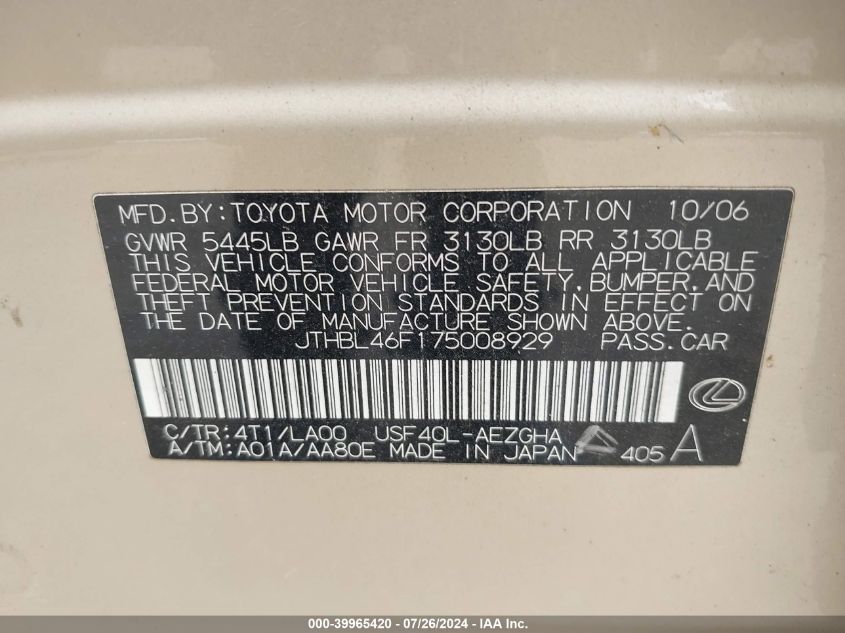 MFD.BY:TOYOTA MOTOR CORPORATION 10/06
GVWR 5445LB GAWR FR 3130LB RR 3130LB
THIS VEHICLE CONFORMS TO ALL APPLICABLE
FEDERAL MOTOR VEHICLE SAFETY,BUMPER,AND
THEFT PREVENTION STANDARDS IN EFFECT ON
THE DATE OF MANUFACTURE SHOWN ABOVE.
JTHBL46F175008929 PASS.CAR
C/TR:4T1/LA00 USF40L-AEZGHA
A/TM:A01A/AA80E MADE IN JAPAN 405 A
000-39965420 - 07/26/2024 - IAA Inc.